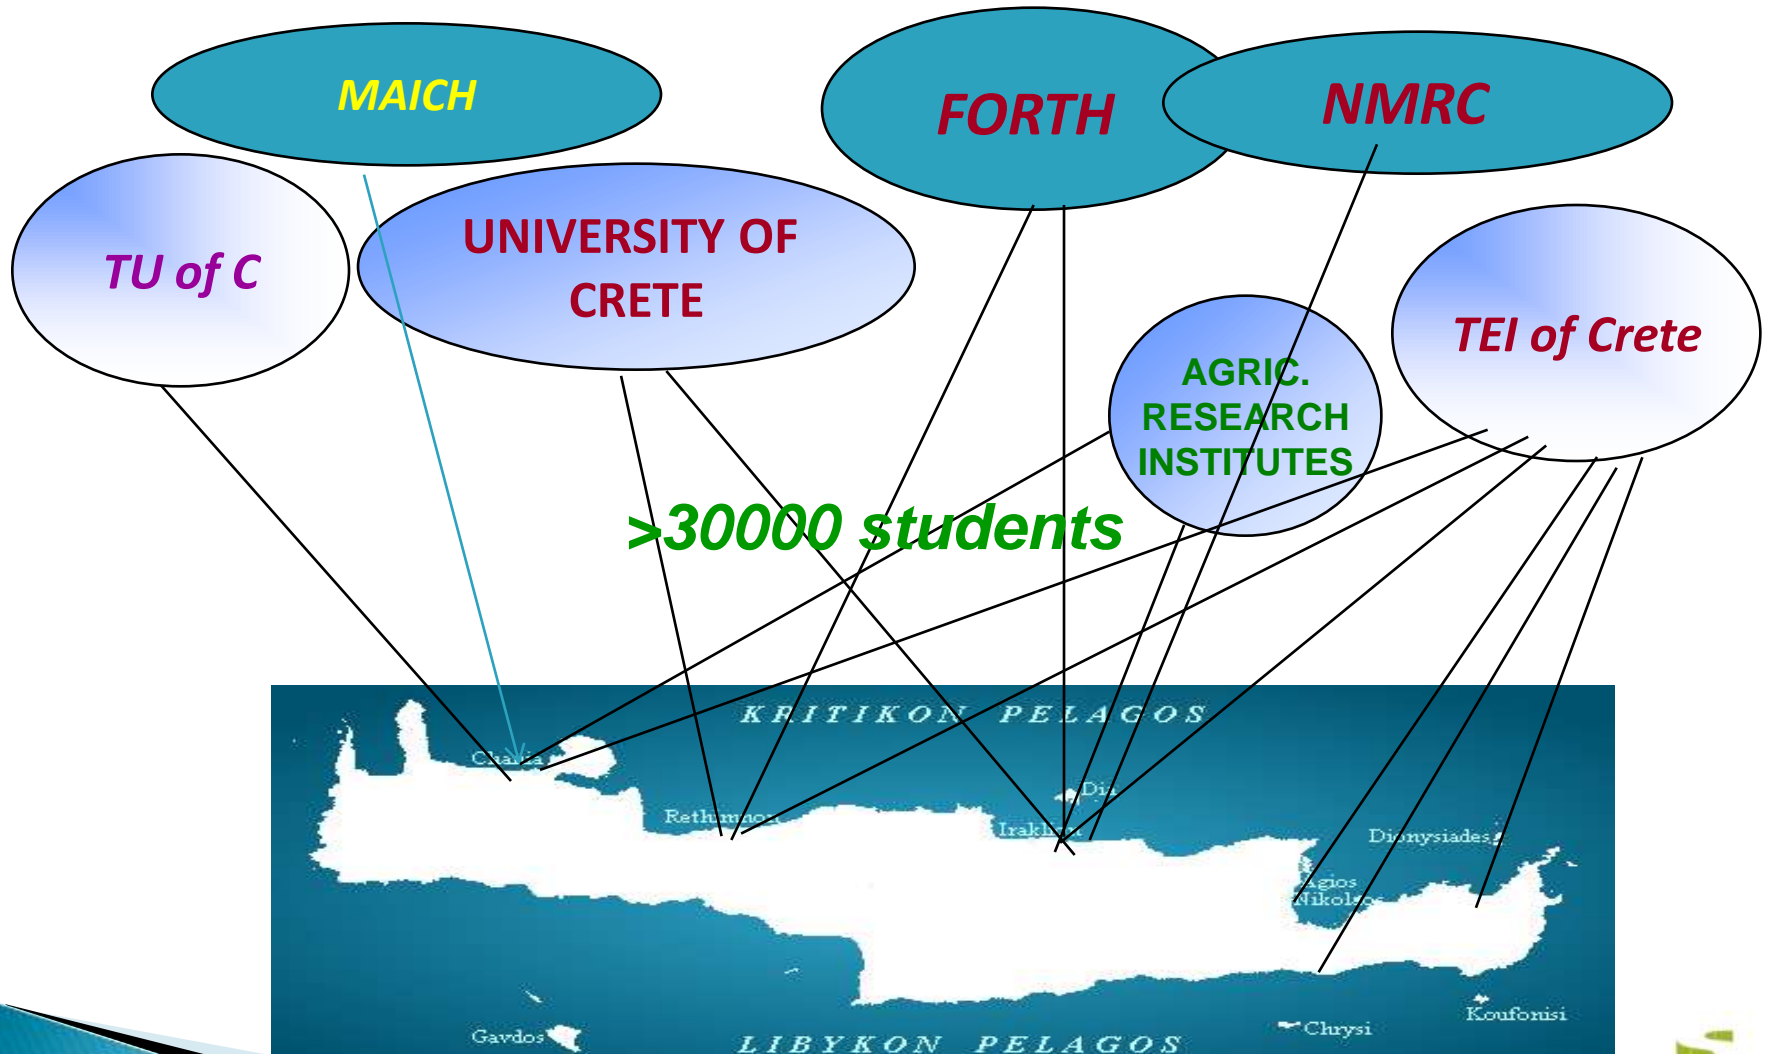 MAICH
FORTH
NMRC
TU of C
UNIVERSITY OF
CRETE
TEI of Crete
AGRIC.
RESEARCH
INSTITUTES
>30000 students
KRITIKON PELAGOS
Chania
Dia
Rethimnon
Iraklion
Dionysiades
Agios
Nikolaos
Koufonisi
Chrysi
Gavdos
LIBYKON PELAGOS